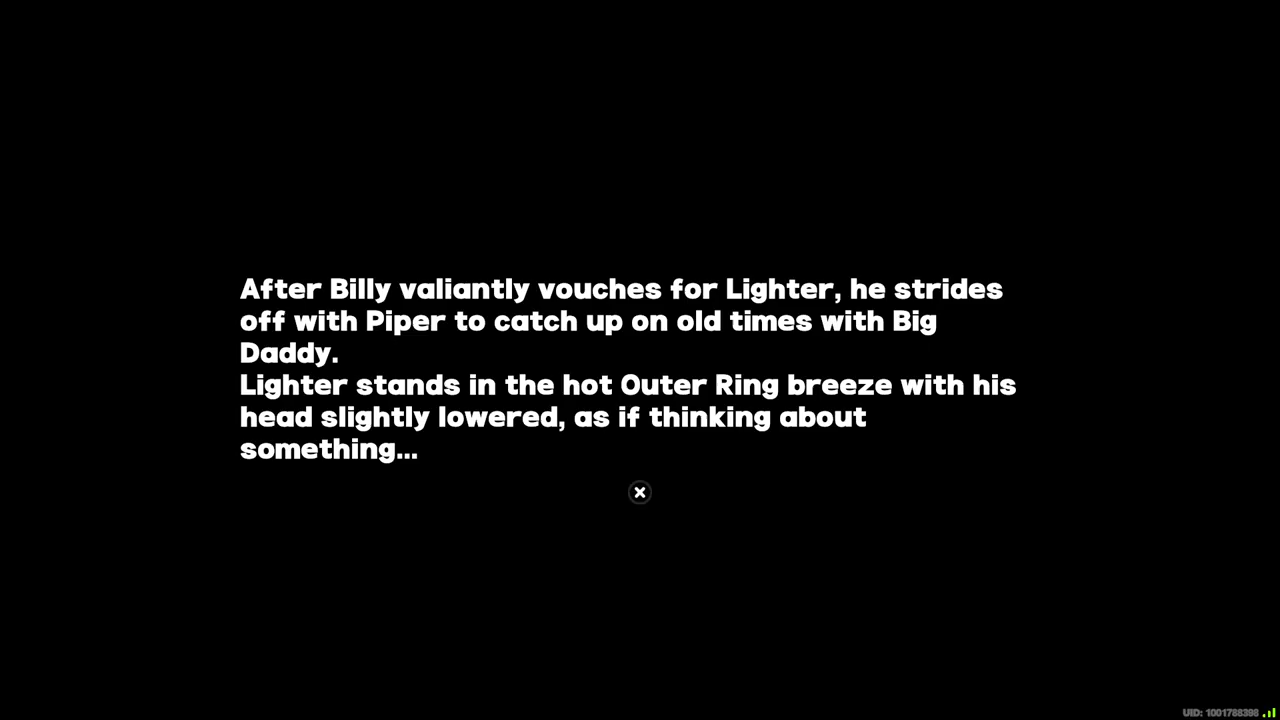 After Billy valiantly vouches for Lighter, he strides
off with Piper to catch up on old times with Big
Daddy.
Lighter stands in the hot Outer Ring breeze with his
head slightly lowered, as if thinking about
something...
UID: 1001788398